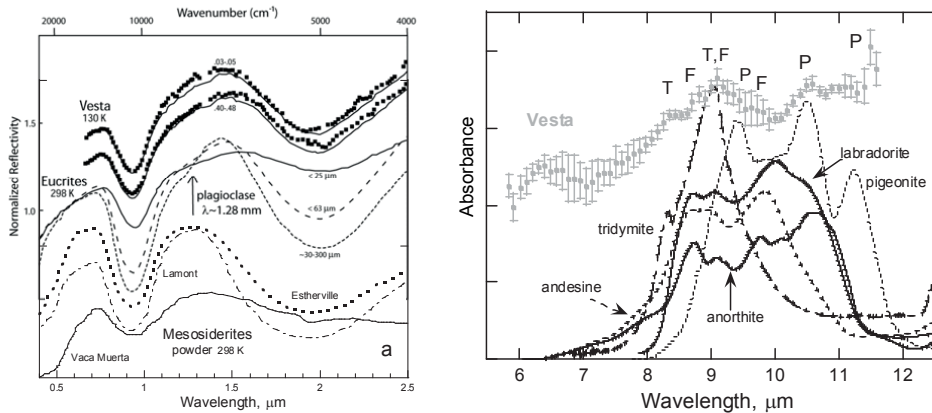 Wavenumber (cm⁻¹)
20000 10000 5000 4000
a
.03-.05
Vesta
130 K
.40-.48
1.5
Normalized Reflectivity
Eucrites
298 K
< 25 μm
plagioclase
λ~1.28 mm
< 63 μm
1.0
~30-300 μm
Lamont
Estherville
Mesosiderites
powder 298 K
Vaca Muerta
a
0.5 1 1.5 2 2.5
Wavelength, μm
T,F
T F P F P P
Vesta
Absorbance
labradorite
pigeonite
tridymite
andesine
anorthite
6 7 8 9 10 11 12
Wavelength, μm